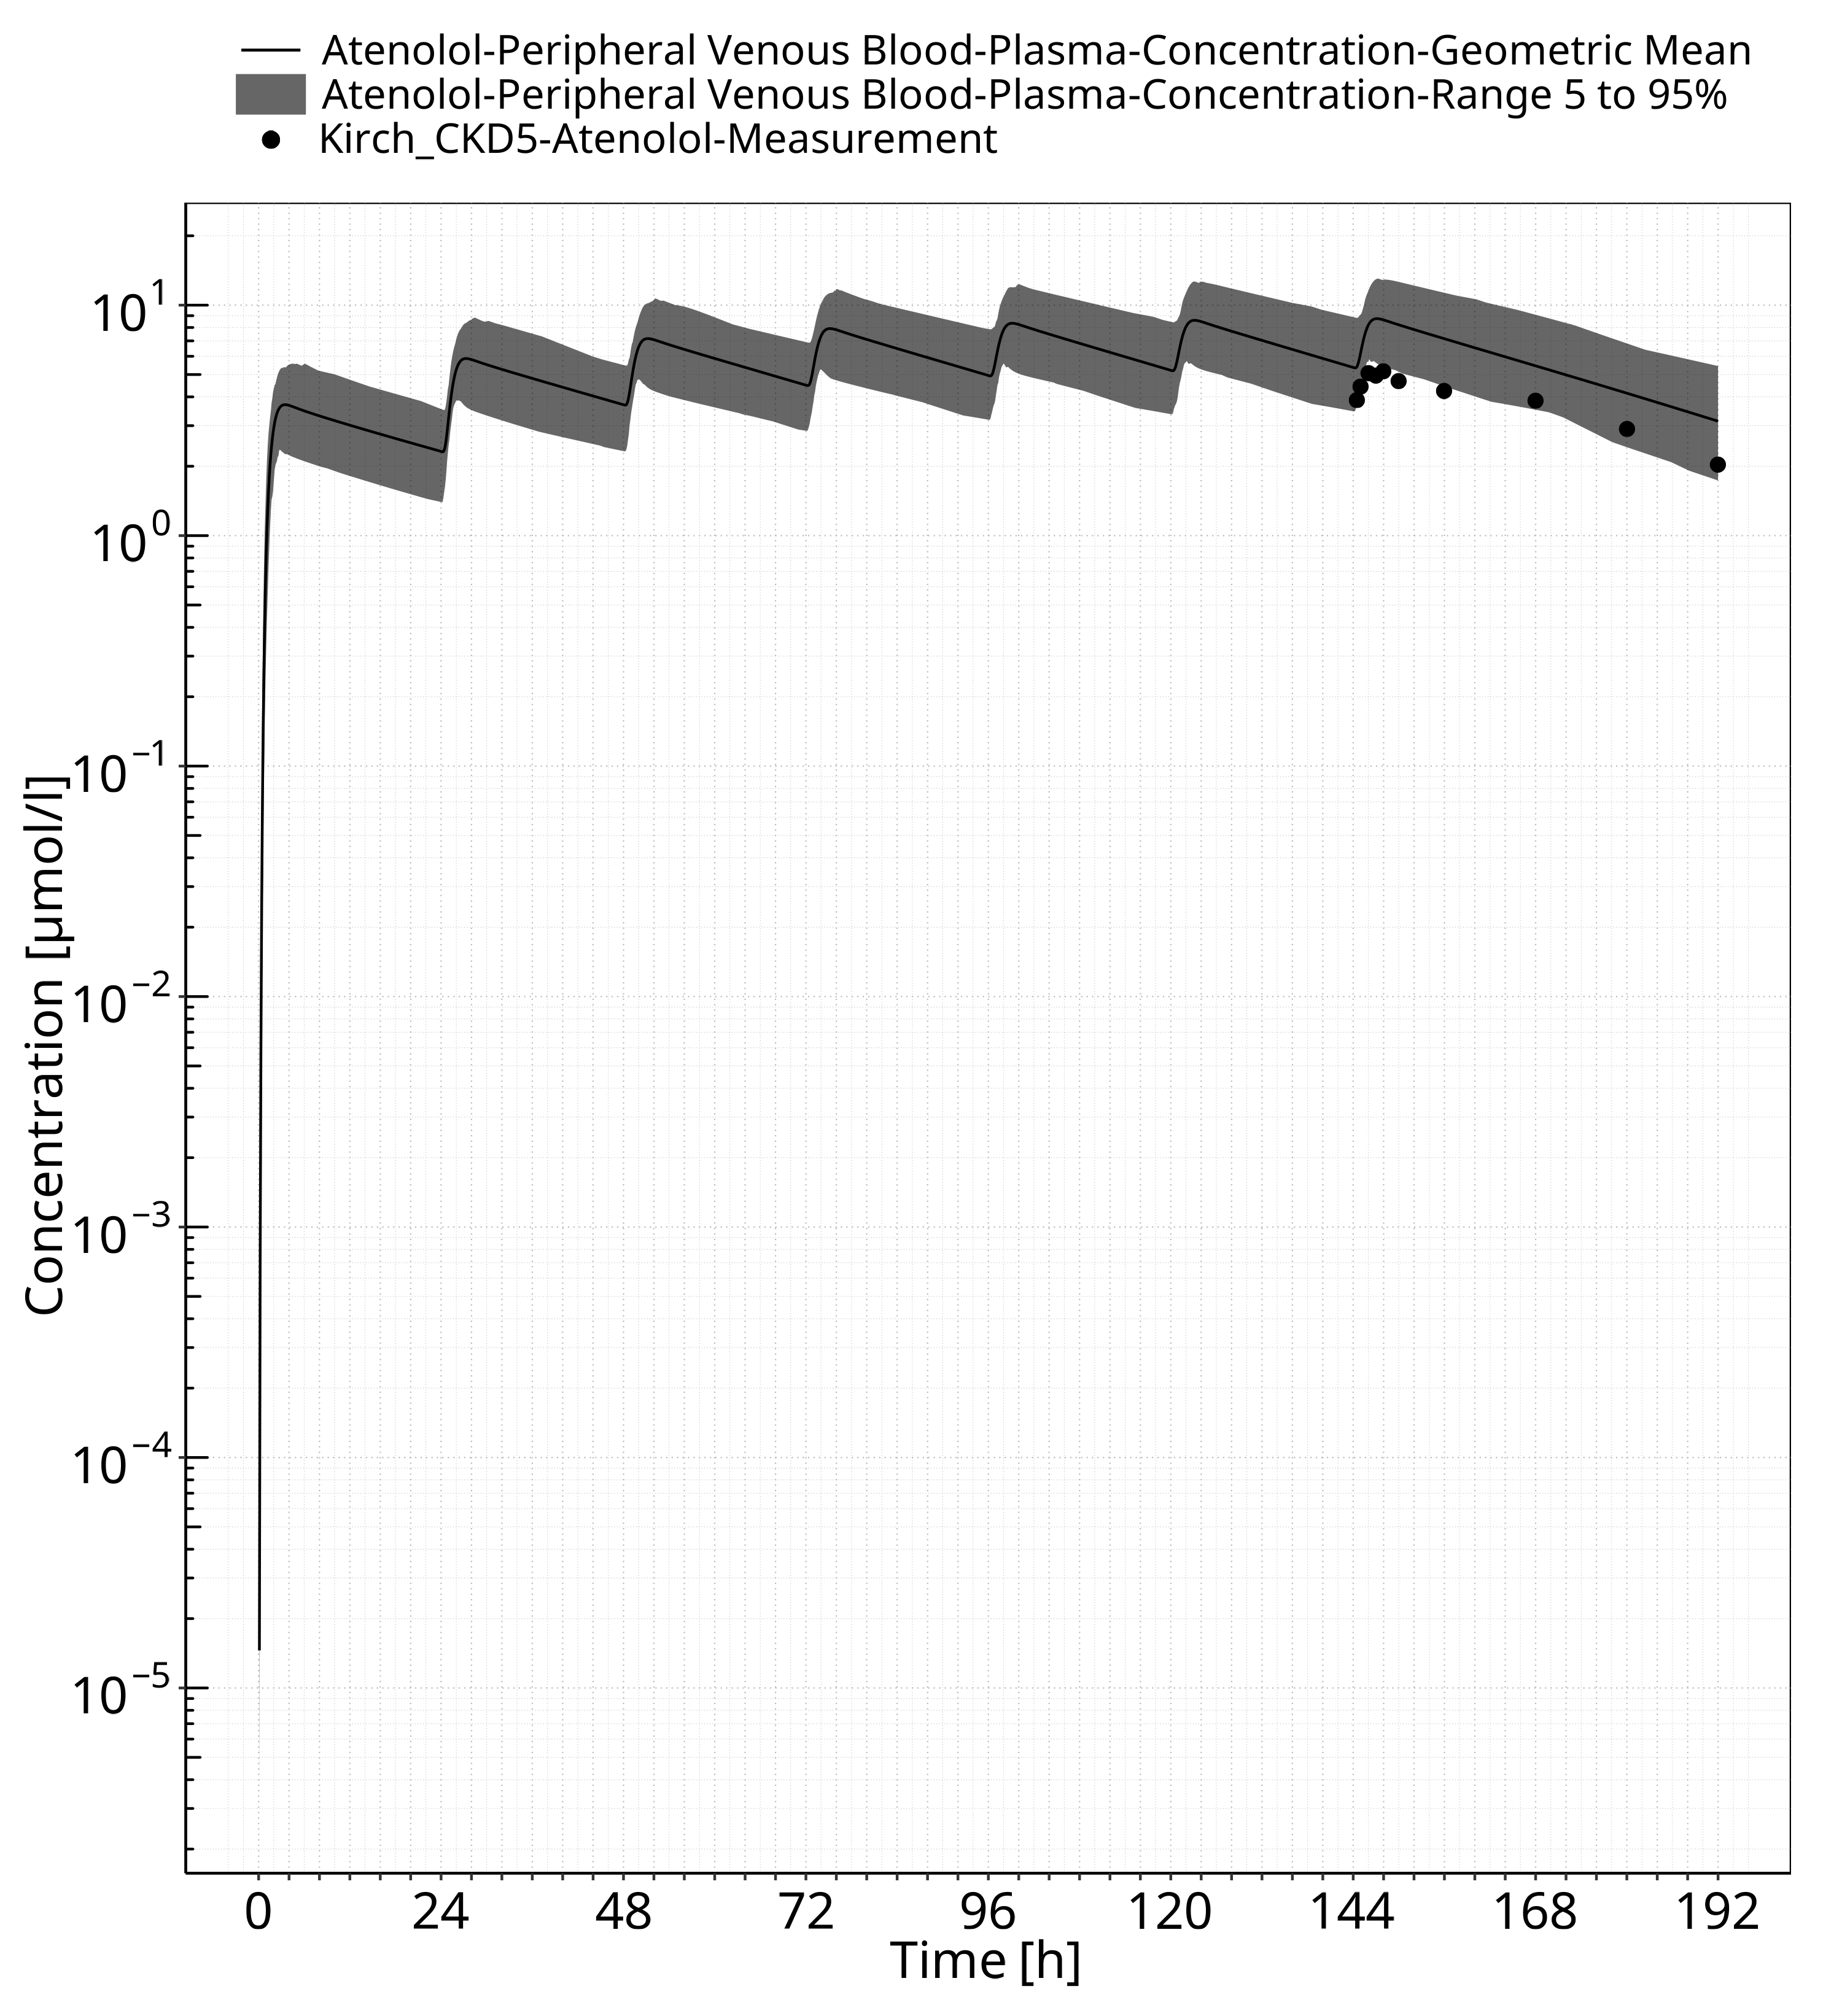 Atenolol-Peripheral Venous Blood-Plasma-Concentration-Geometric Mean
Atenolol-Peripheral Venous Blood-Plasma-Concentration-Range 5 to 95%
Kirch_CKD5-Atenolol-Measurement
Concentration [µmol/l]
10^1
10^0
10^−1
10^−2
10^−3
10^−4
10^−5
0 24 48 72 96 120 144 168 192
Time [h]